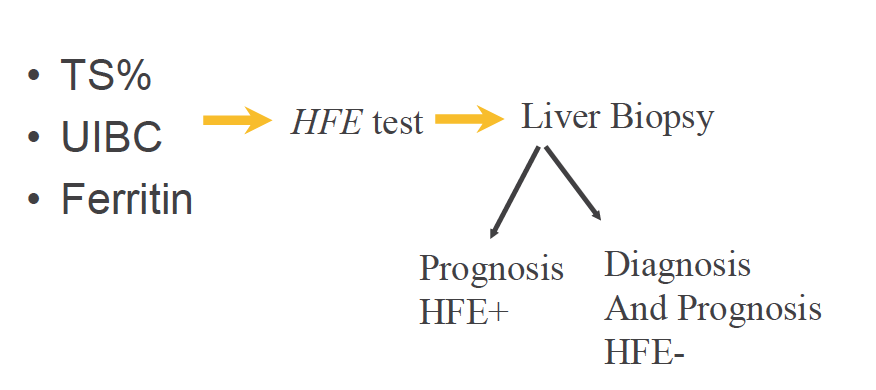 • TS%
• UIBC
• Ferritin
HFE test
Liver Biopsy
Prognosis
HFE+
Diagnosis
And Prognosis
HFE-